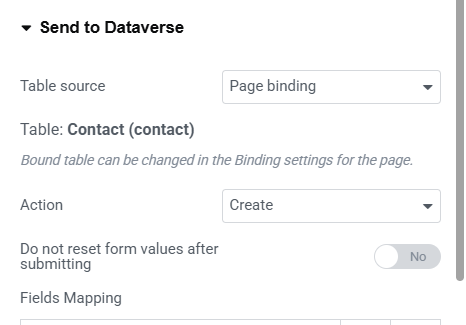 Send to Dataverse
Table source
Page binding
Table: Contact (contact)
Bound table can be changed in the Binding settings for the page.
Action
Create
Do not reset form values after
submitting
No
Fields Mapping